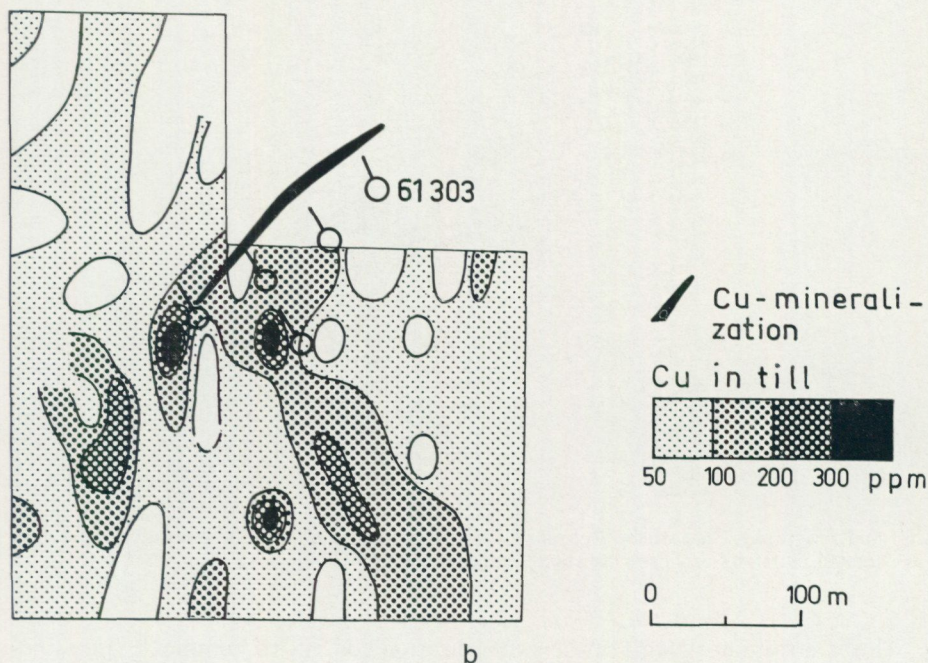 61303
Cu-minerali-
zation
Cu in till
50 100 200 300 ppm
0 100 m
b